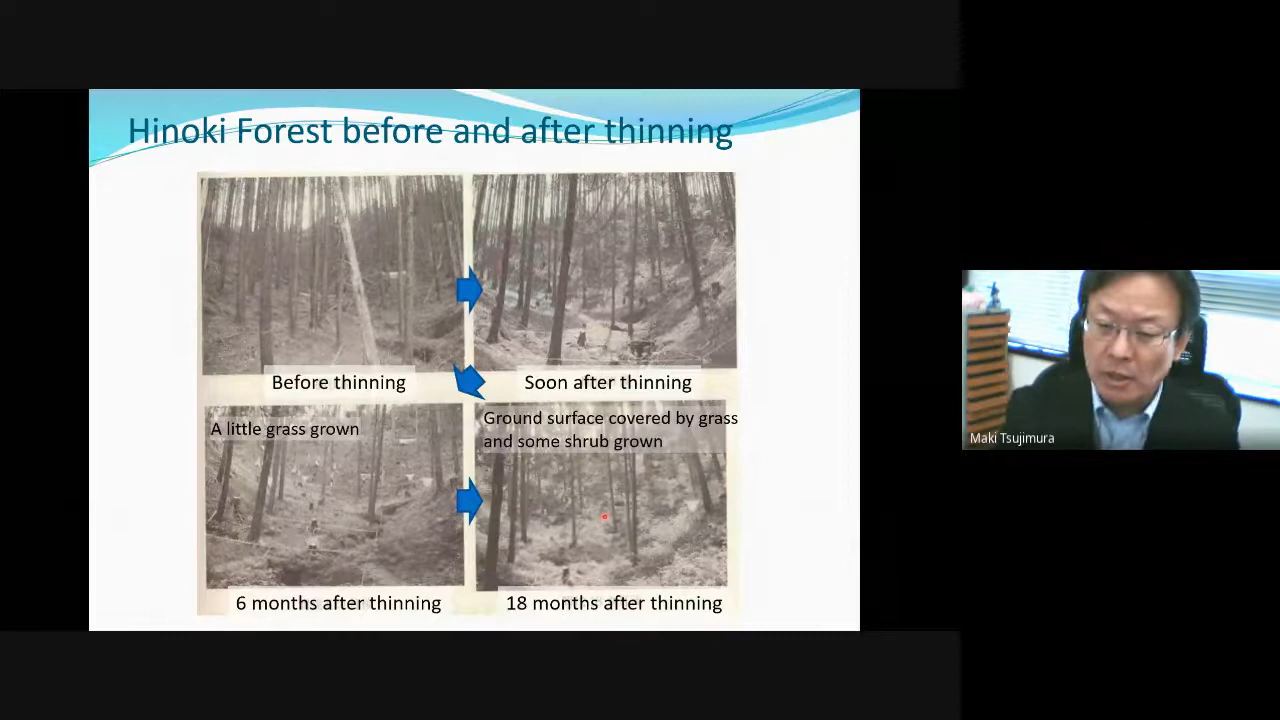 Hinoki Forest before and after thinning
Before thinning
Soon after thinning
A little grass grown
Ground surface covered by grass
and some shrub grown
6 months after thinning
18 months after thinning
Maki Tsujimura